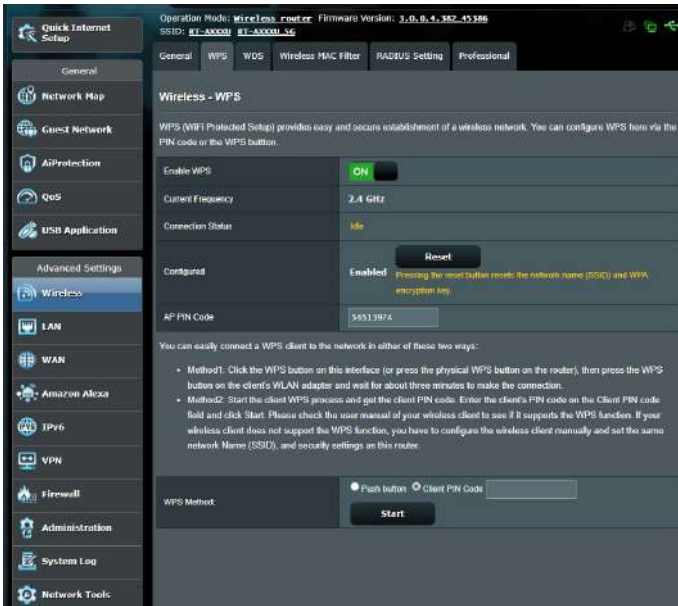 Quick Internet
Setup
Operation Mode: Wireless router Firmware Version: 3.0.0.4.382_45386
SSID: RT-AXXXU RT-AXXXU_5G
General WPS WDS Wireless MAC Filter RADIUS Setting Professional
General
Network Map
Guest Network
AiProtection
QoS
USB Application
Advanced Settings
Wireless
LAN
WAN
Amazon Alexa
IPv6
VPN
Firewall
Administration
System Log
Network Tools
Wireless - WPS
WPS (WiFi Protected Setup) provides easy and secure establishment of a wireless network. You can configure WPS here via the
PIN code or the WPS buttton.
Enable WPS ON
Current Frequency 2.4 GHz
Connection Status Idle
Configured Enabled Reset
Pressing the reset button resets the network name (SSID) and WPA
encryption key.
AP PIN Code 56513974
You can easily connect a WPS client to the network in either of these two ways:
• Method1: Click the WPS button on this interface (or press the physical WPS button on the router), then press the WPS
button on the client's WLAN adapter and wait for about three minutes to make the connection.
• Method2: Start the client WPS process and get the client PIN code. Enter the client's PIN code on the Client PIN code
field and click Start. Please check the user manual of your wireless client to see if it supports the WPS function. If your
wireless client does not support the WPS function, you have to configure the wireless client manually and set the same
network Name (SSID), and security settings as this router.
WPS Method: Push button Client PIN Code
Start